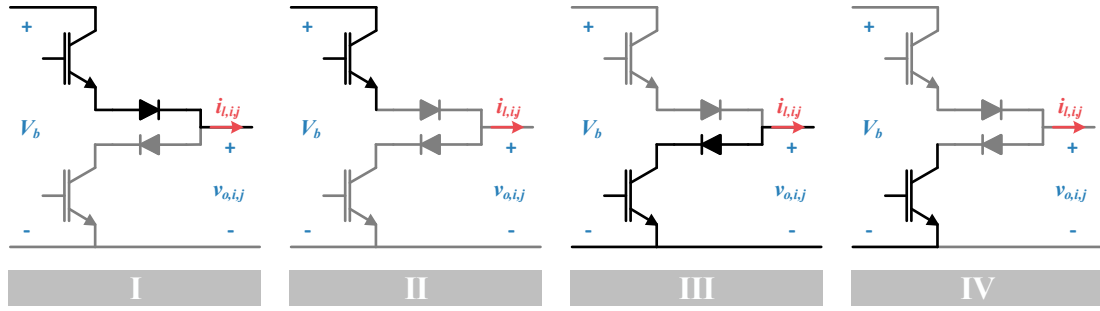 + + + +
i_{l,i,j} i_{l,i,j} i_{l,i,j} i_{l,i,j}
V_b V_b V_b V_b
+ + + +
v_{o,i,j} v_{o,i,j} v_{o,i,j} v_{o,i,j}
- - - - - - - -
I II III IV